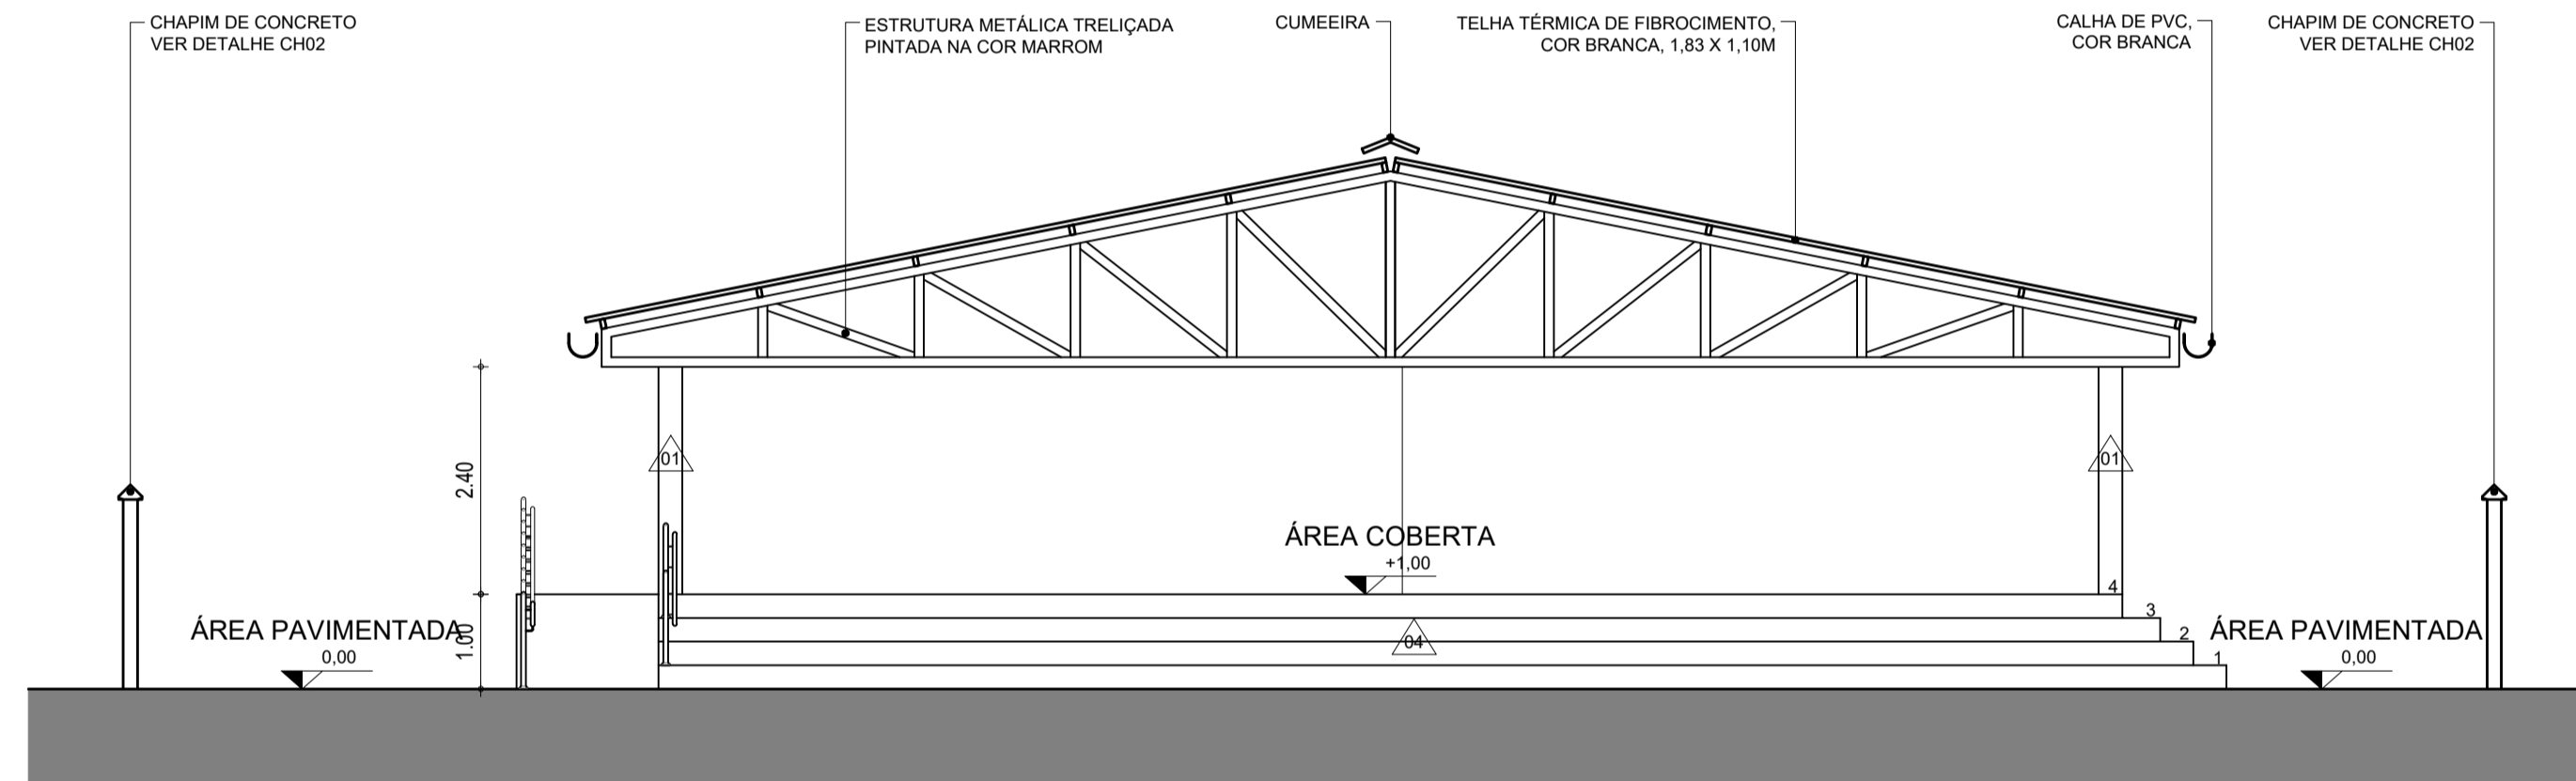 CHAPIM DE CONCRETO
VER DETALHE CH02
ESTRUTURA METÁLICA TRELIÇADA
PINTADA NA COR MARROM
CUMEEIRA
TELHA TÉRMICA DE FIBROCIMENTO,
COR BRANCA, 1,83 X 1,10M
CALHA DE PVC,
COR BRANCA
CHAPIM DE CONCRETO
VER DETALHE CH02
2.40
01
01
ÁREA COBERTA
+1,00
4
3
2
1
ÁREA PAVIMENTADA
0,00
1.00
04
ÁREA PAVIMENTADA
0,00